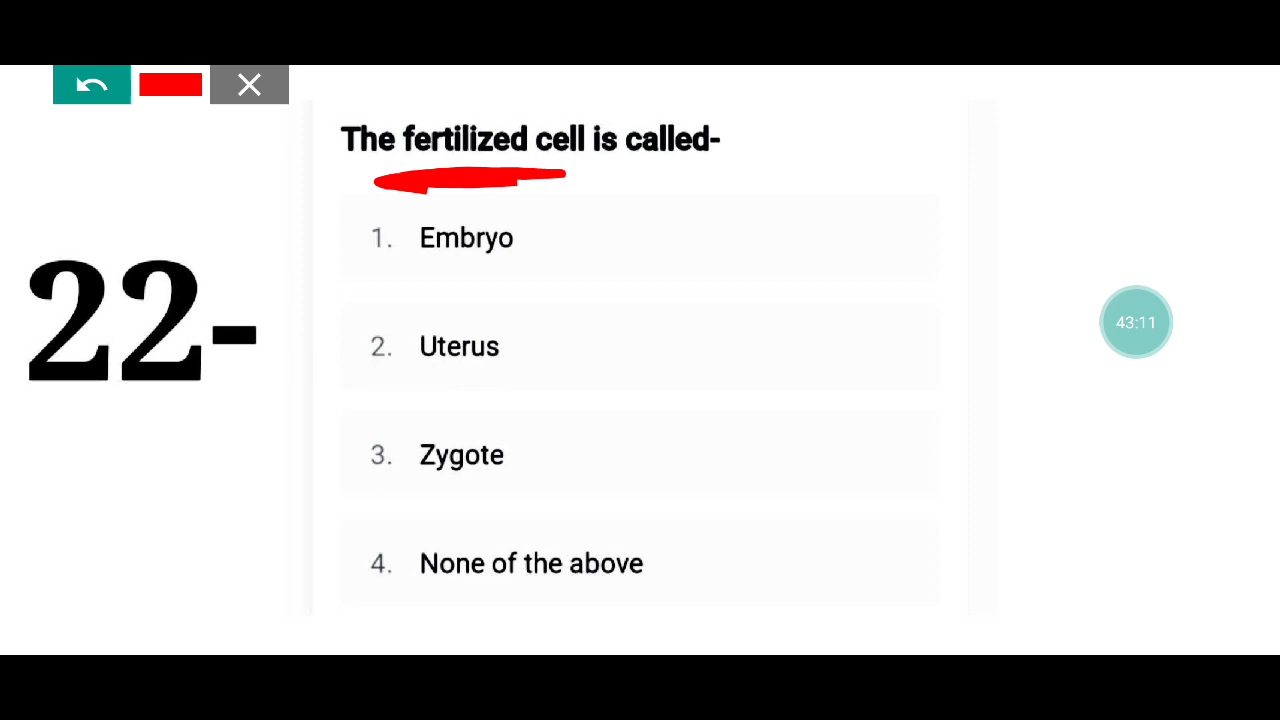 The fertilized cell is called-
22-
1. Embryo
2. Uterus
3. Zygote
4. None of the above
43:11